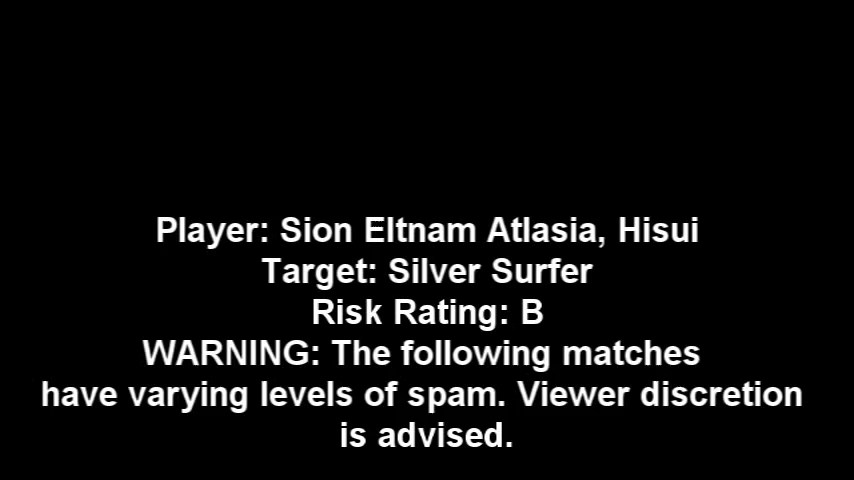 Player: Sion Eltnam Atlasia, Hisui
Target: Silver Surfer
Risk Rating: B
WARNING: The following matches
have varying levels of spam. Viewer discretion
is advised.